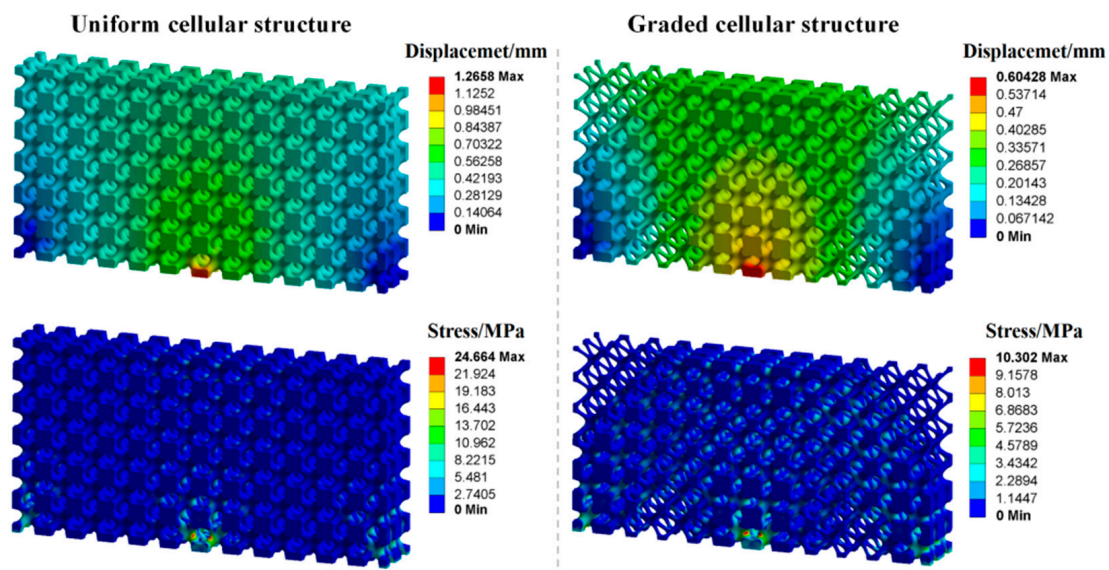 Uniform cellular structure
Displacemet/mm
1.2658 Max
1.1252
0.98451
0.84387
0.70322
0.56258
0.42193
0.28129
0.14064
0 Min
Graded cellular structure
Displacemet/mm
0.60428 Max
0.53714
0.47
0.40285
0.33571
0.26857
0.20143
0.13428
0.067142
0 Min
Stress/MPa
24.664 Max
21.924
19.183
16.443
13.702
10.962
8.2215
5.481
2.7405
0 Min
Stress/MPa
10.302 Max
9.1578
8.013
6.8683
5.7236
4.5789
3.4342
2.2894
1.1447
0 Min